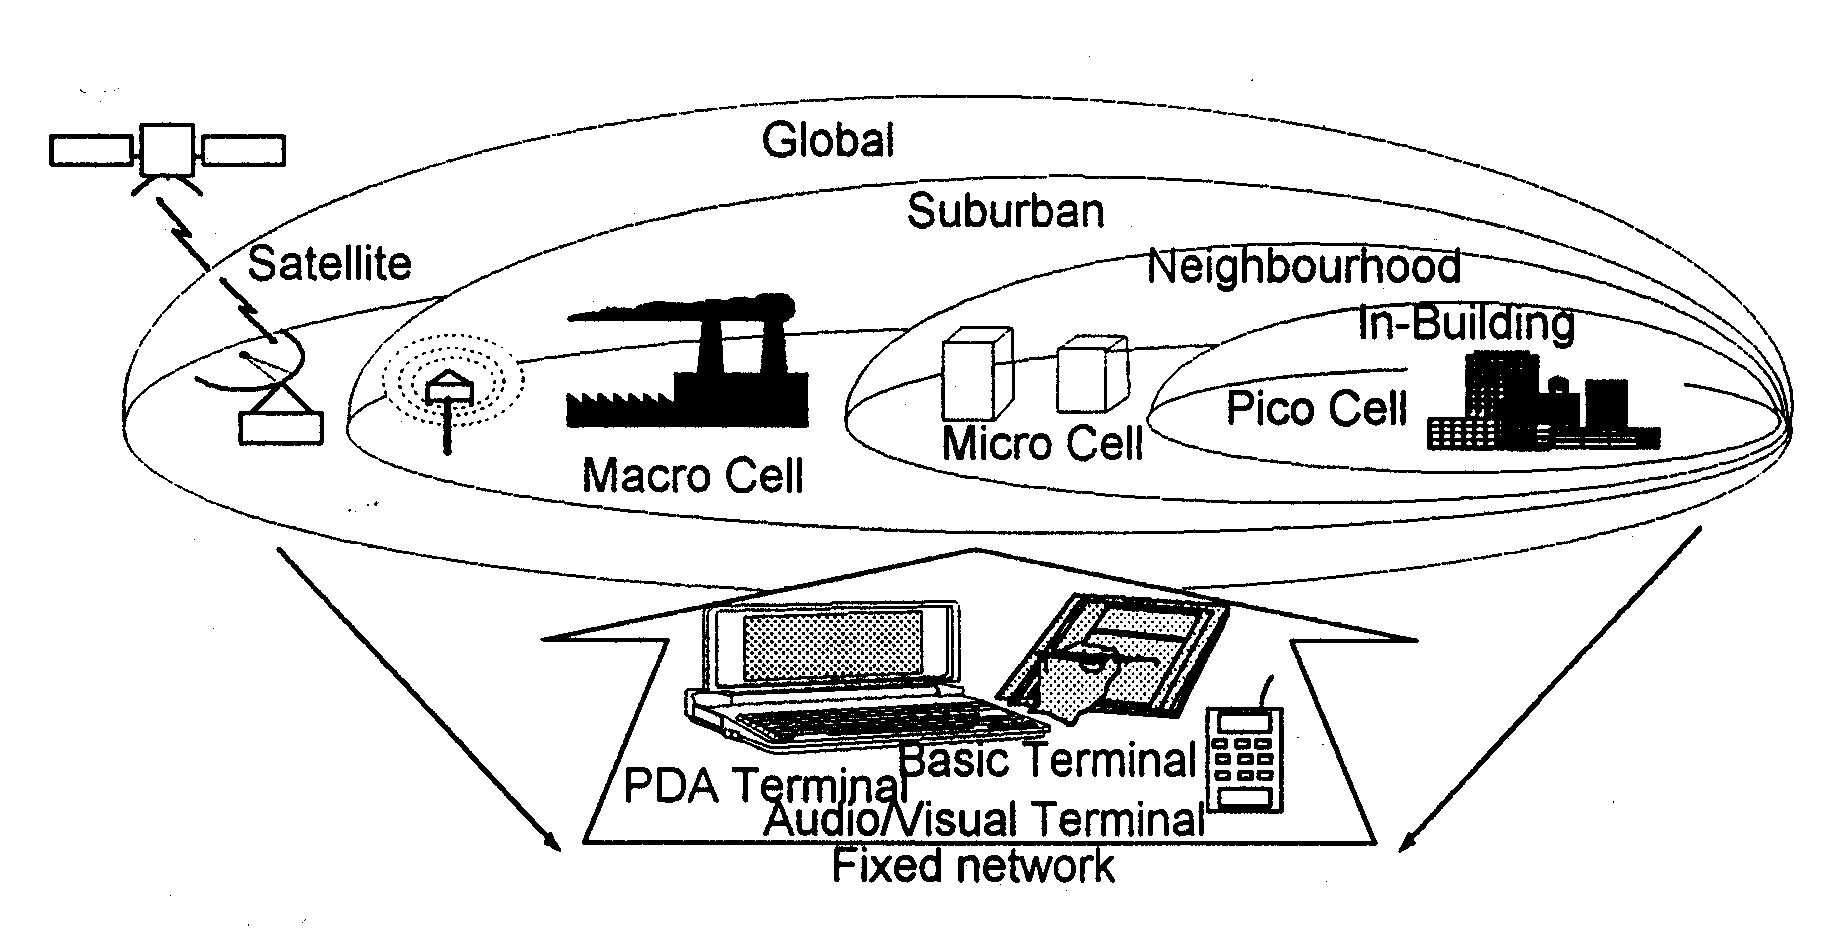 Global
Suburban
Satellite
Neighbourhood
In-Building
Pico Cell
Micro Cell
Macro Cell
Basic Terminal
PDA Terminal
Audio/Visual Terminal
Fixed network